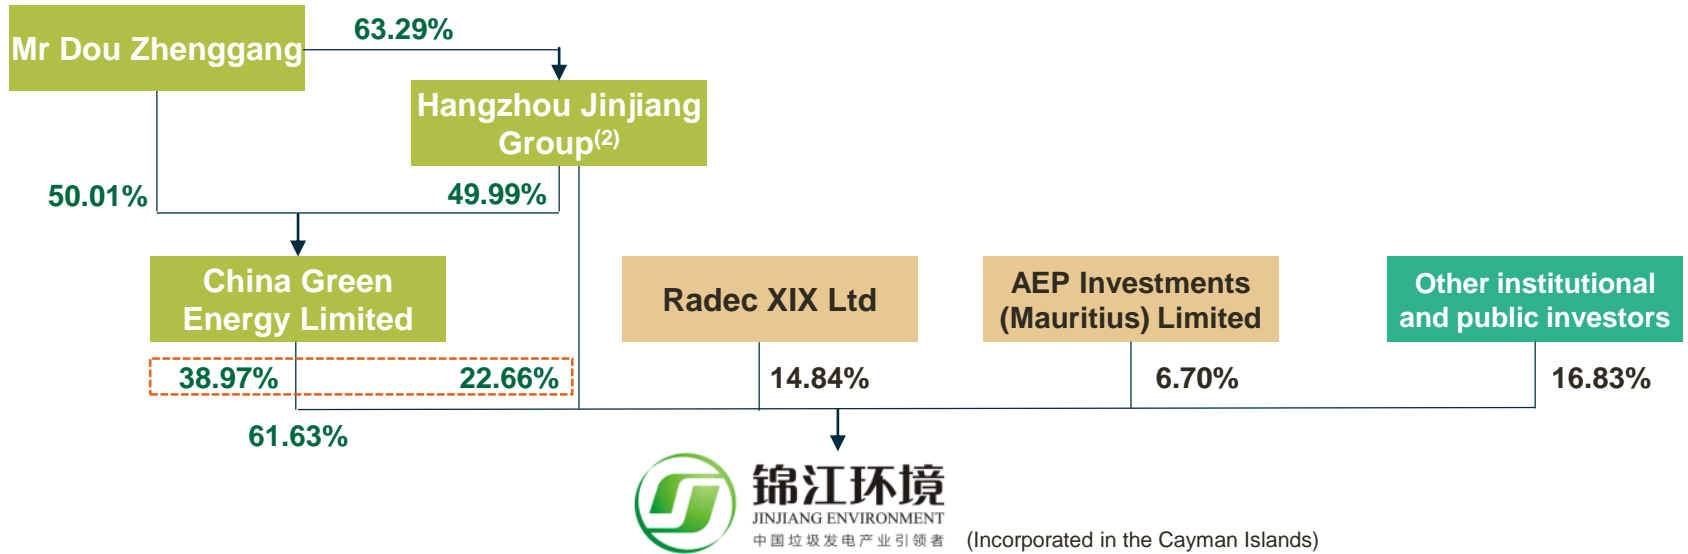 63.29%
Mr Dou Zhenggang
Hangzhou Jinjiang
Group(2)
50.01%
49.99%
China Green
Energy Limited
Radec XIX Ltd
AEP Investments
(Mauritius) Limited
Other institutional
and public investors
38.97%
22.66%
14.84%
6.70%
16.83%
61.63%
锦江环境
JINJIANG ENVIRONMENT
中国垃圾发电产业引领者
(Incorporated in the Cayman Islands)